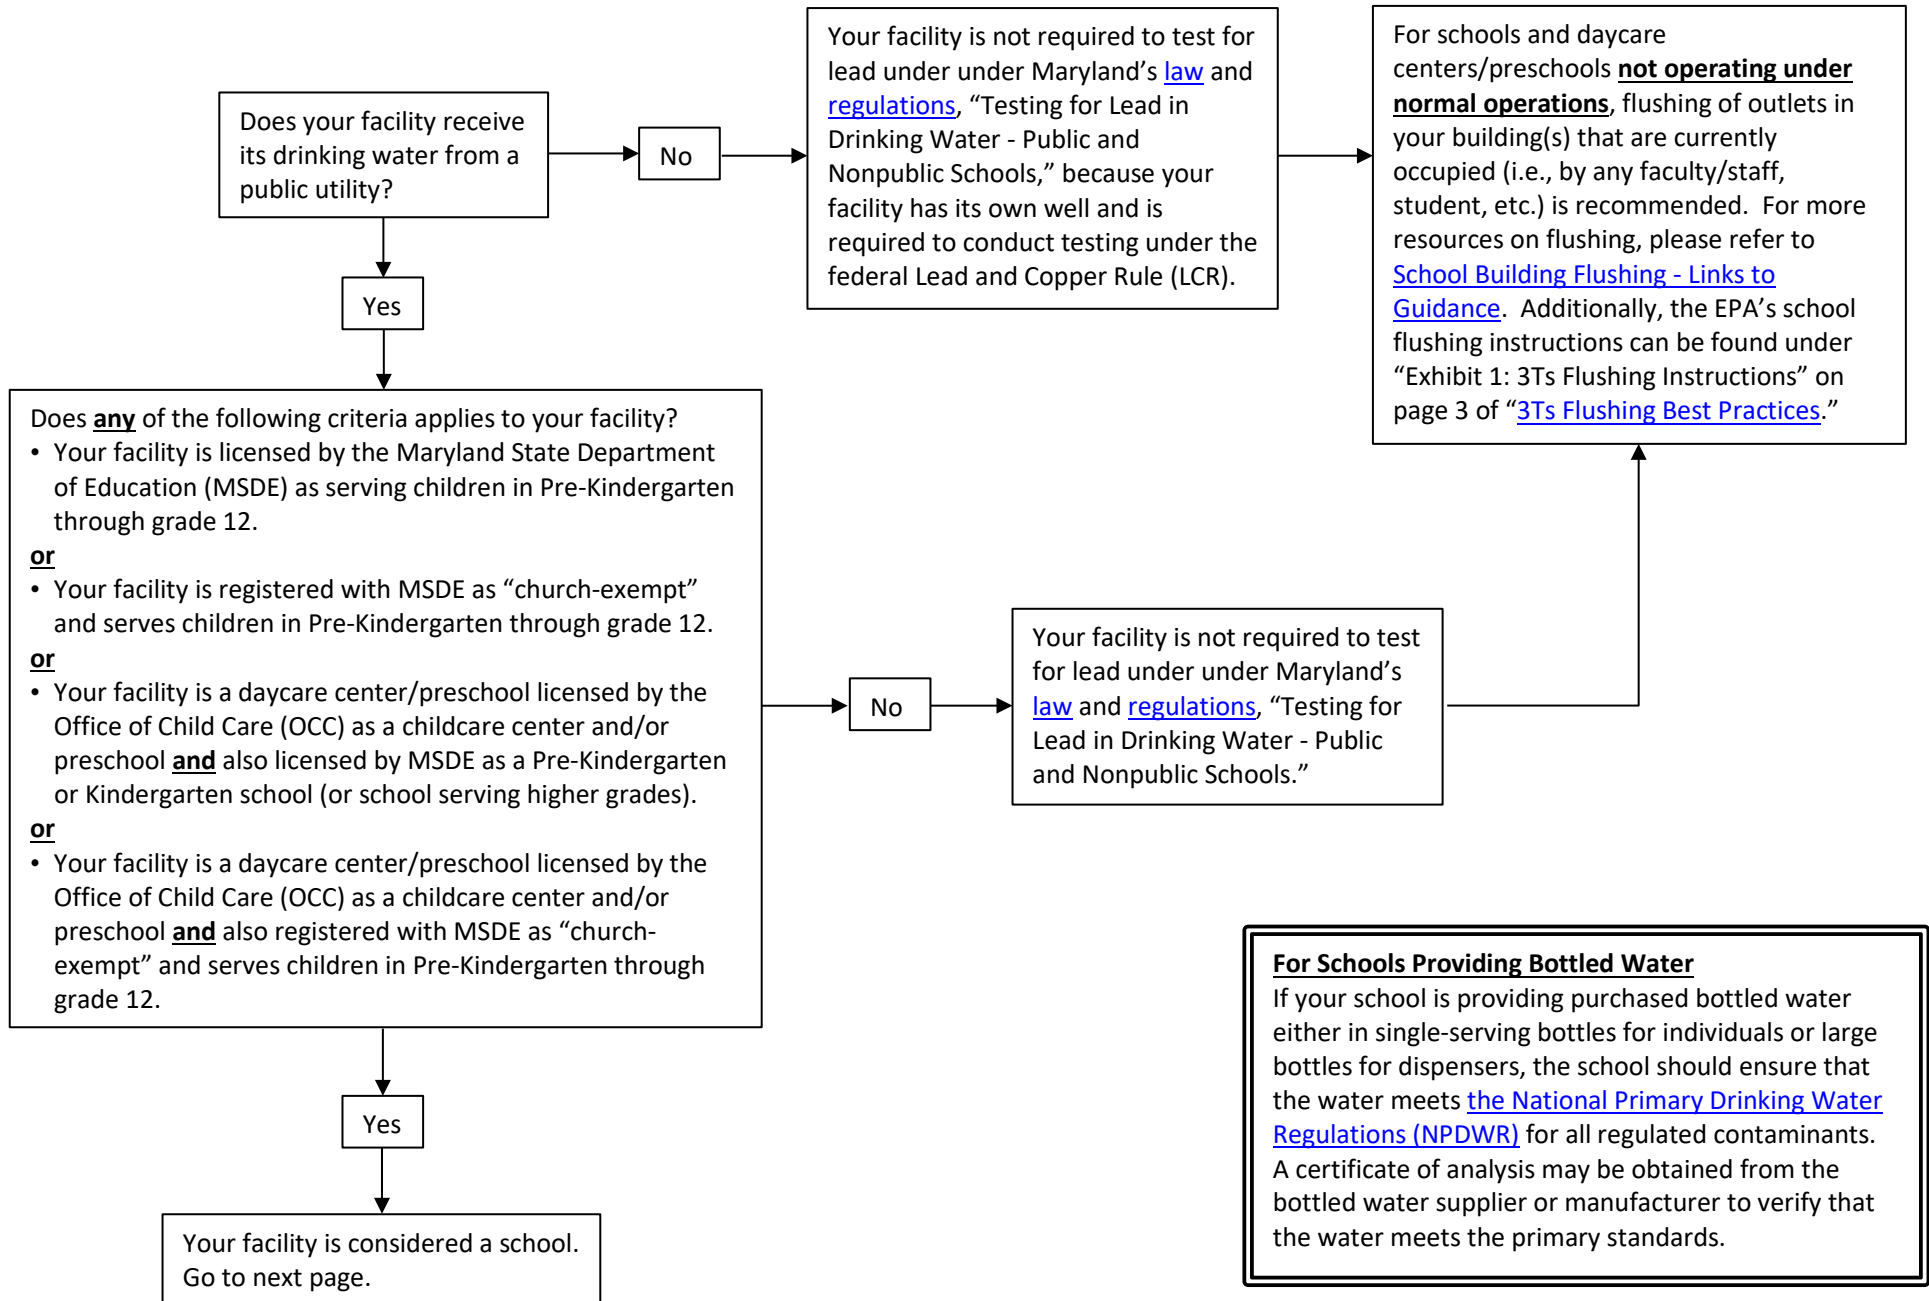 Does your facility receive
its drinking water from a
public utility?
No
Your facility is not required to test for
lead under under Maryland’s law and
regulations, “Testing for Lead in
Drinking Water - Public and
Nonpublic Schools,” because your
facility has its own well and is
required to conduct testing under the
federal Lead and Copper Rule (LCR).
For schools and daycare
centers/preschools not operating under
normal operations, flushing of outlets in
your building(s) that are currently
occupied (i.e., by any faculty/staff,
student, etc.) is recommended.  For more
resources on flushing, please refer to
School Building Flushing - Links to
Guidance.  Additionally, the EPA’s school
flushing instructions can be found under
“Exhibit 1: 3Ts Flushing Instructions” on
page 3 of “3Ts Flushing Best Practices.”
Yes
Does any of the following criteria applies to your facility?
• Your facility is licensed by the Maryland State Department
of Education (MSDE) as serving children in Pre-Kindergarten
through grade 12.
or
• Your facility is registered with MSDE as “church-exempt”
and serves children in Pre-Kindergarten through grade 12.
or
• Your facility is a daycare center/preschool licensed by the
Office of Child Care (OCC) as a childcare center and/or
preschool and also licensed by MSDE as a Pre-Kindergarten
or Kindergarten school (or school serving higher grades).
or
• Your facility is a daycare center/preschool licensed by the
Office of Child Care (OCC) as a childcare center and/or
preschool and also registered with MSDE as “church-
exempt” and serves children in Pre-Kindergarten through
grade 12.
No
Your facility is not required to test
for lead under under Maryland’s
law and regulations, “Testing for
Lead in Drinking Water - Public
and Nonpublic Schools.”
Yes
Your facility is considered a school.
Go to next page.
For Schools Providing Bottled Water
If your school is providing purchased bottled water
either in single-serving bottles for individuals or large
bottles for dispensers, the school should ensure that
the water meets the National Primary Drinking Water
Regulations (NPDWR) for all regulated contaminants.
A certificate of analysis may be obtained from the
bottled water supplier or manufacturer to verify that
the water meets the primary standards.